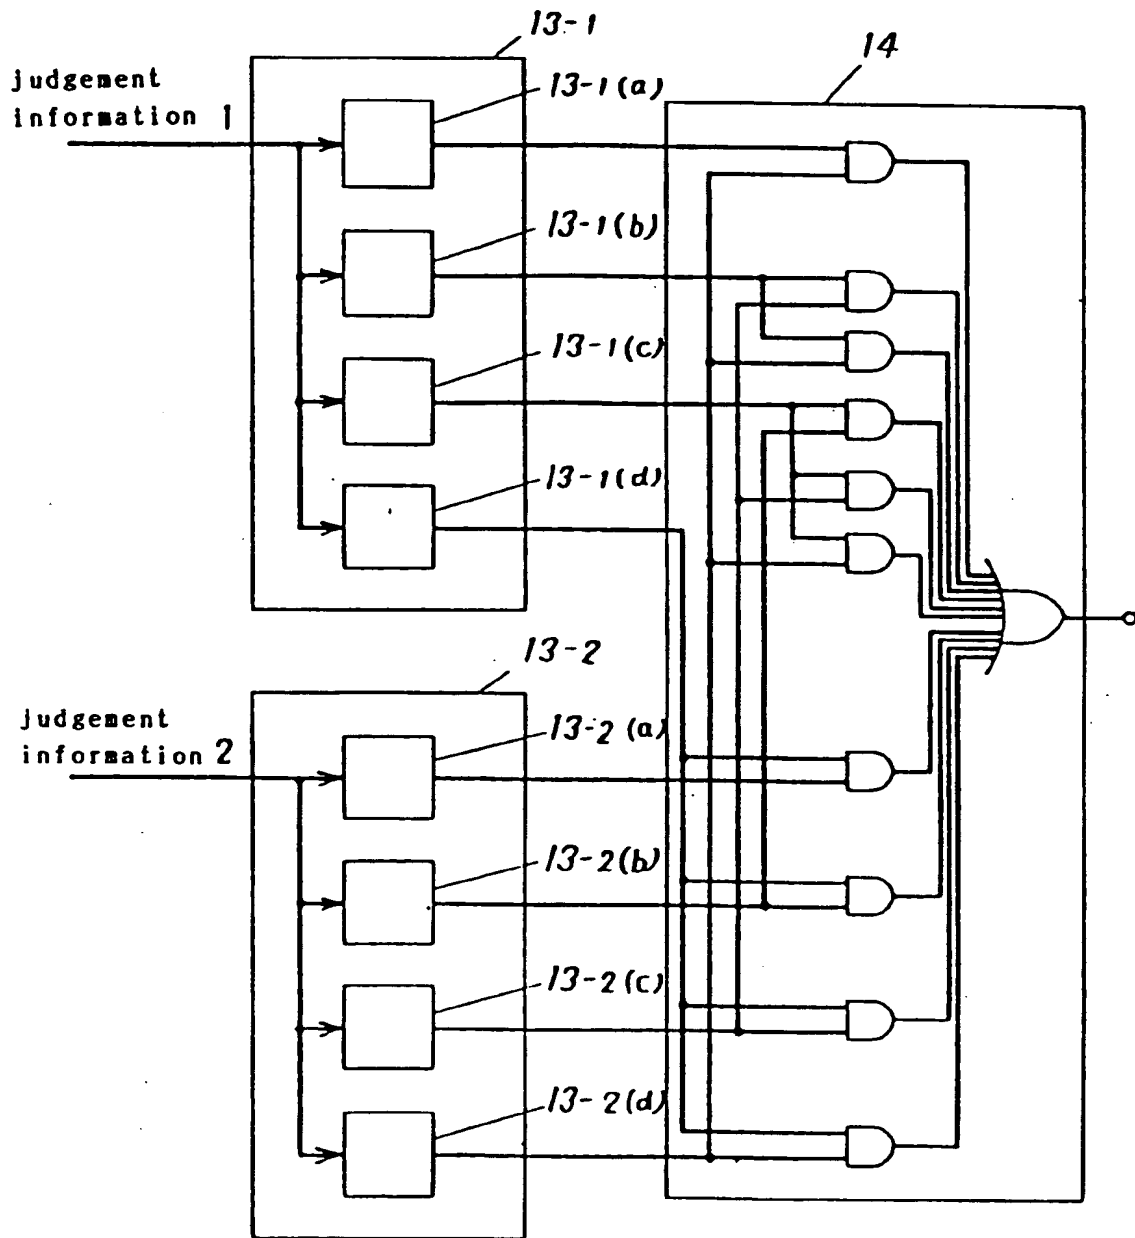 13-1
14
judgement
information 1
13-1(a)
13-1(b)
13-1(c)
13-1(d)
13-2
judgement
information 2
13-2(a)
13-2(b)
13-2(c)
13-2(d)